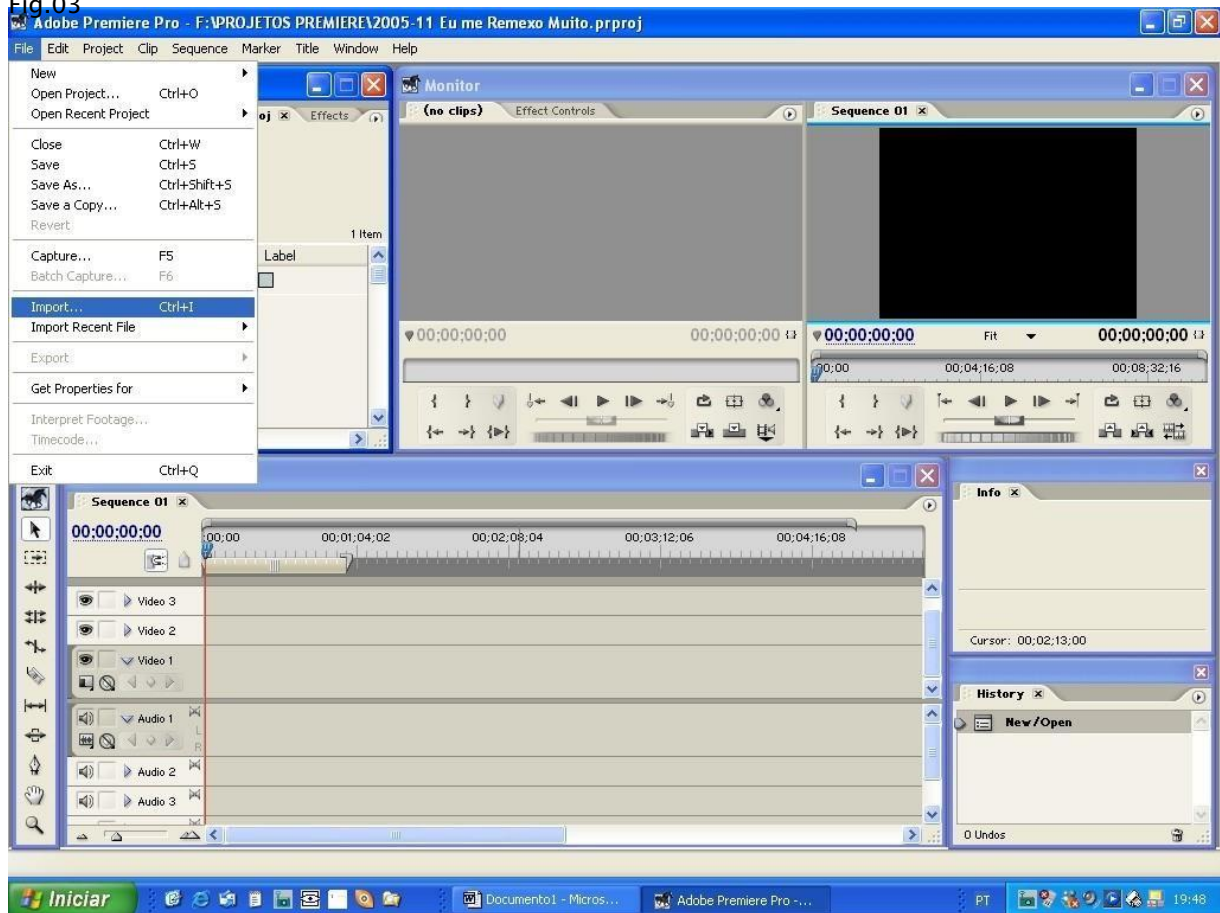 Fig.03
Adobe Premiere Pro - F:\PROJETOS PREMIERE\2005-11 Eu me Remexo Muito.prproj
File Edit Project Clip Sequence Marker Title Window Help
New
Open Project... Ctrl+O
Open Recent Project
Close Ctrl+W
Save Ctrl+S
Save As... Ctrl+Shift+S
Save a Copy... Ctrl+Alt+S
Revert
Capture... F5
Batch Capture... F6
Import... Ctrl+I
Import Recent File
Export
Get Properties for
Interpret Footage...
Timecode...
Exit Ctrl+Q
oj Effects
1 Item
Label
Monitor
(no clips) Effect Controls
Sequence 01
00;00;00;00 00;00;00;00
00;00;00;00 Fit 00;00;00;00
00;00 00;04;16;08 00;08;32;16
Sequence 01
00;00;00;00
;00;00 00;01;04;02 00;02;08;04 00;03;12;06 00;04;16;08
Video 3
Video 2
Video 1
Audio 1
L
R
Audio 2
Audio 3
Info
Cursor: 00;02;13;00
History
New/Open
0 Undos
Iniciar
Documento1 - Micros...
Adobe Premiere Pro -...
PT
19:48